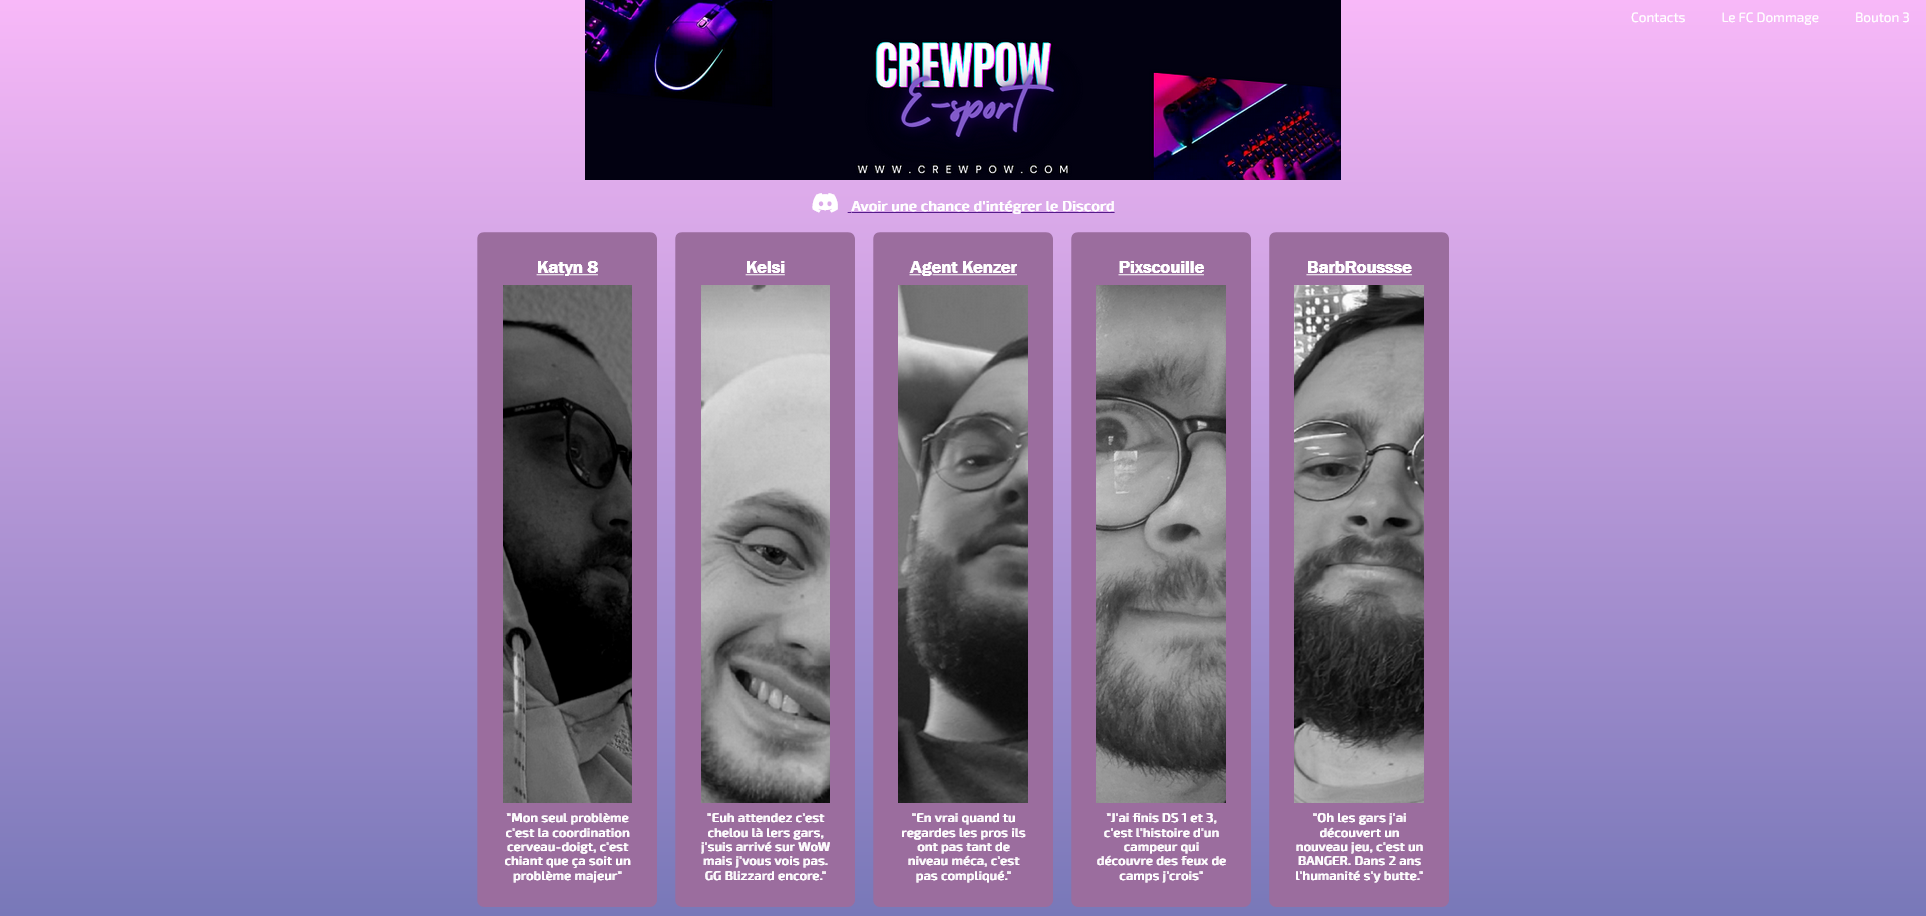 Contacts Le FC Dommage Bouton 3
CREWPOW
E-sport
WWW.CREWPOW.COM
Avoir une chance d'intégrer le Discord
Katyn 8
"Mon seul problème
c'est la coordination
cerveau-doigt, c'est
chiant que ça soit un
problème majeur"
Kelsi
"Euh attendez c'est
chelou là lers gars,
j'suis arrivé sur WoW
mais j'vous vois pas.
GG Blizzard encore."
Agent Kenzer
"En vrai quand tu
regardes les pros ils
ont pas tant de
niveau méca, c'est
pas compliqué."
Pixscouille
"J'ai finis DS 1 et 3,
c'est l'histoire d'un
campeur qui
découvre des feux de
camps j'crois"
BarbRoussse
"Oh les gars j'ai
découvert un
nouveau jeu, c'est un
BANGER. Dans 2 ans
l'humanité s'y butte."